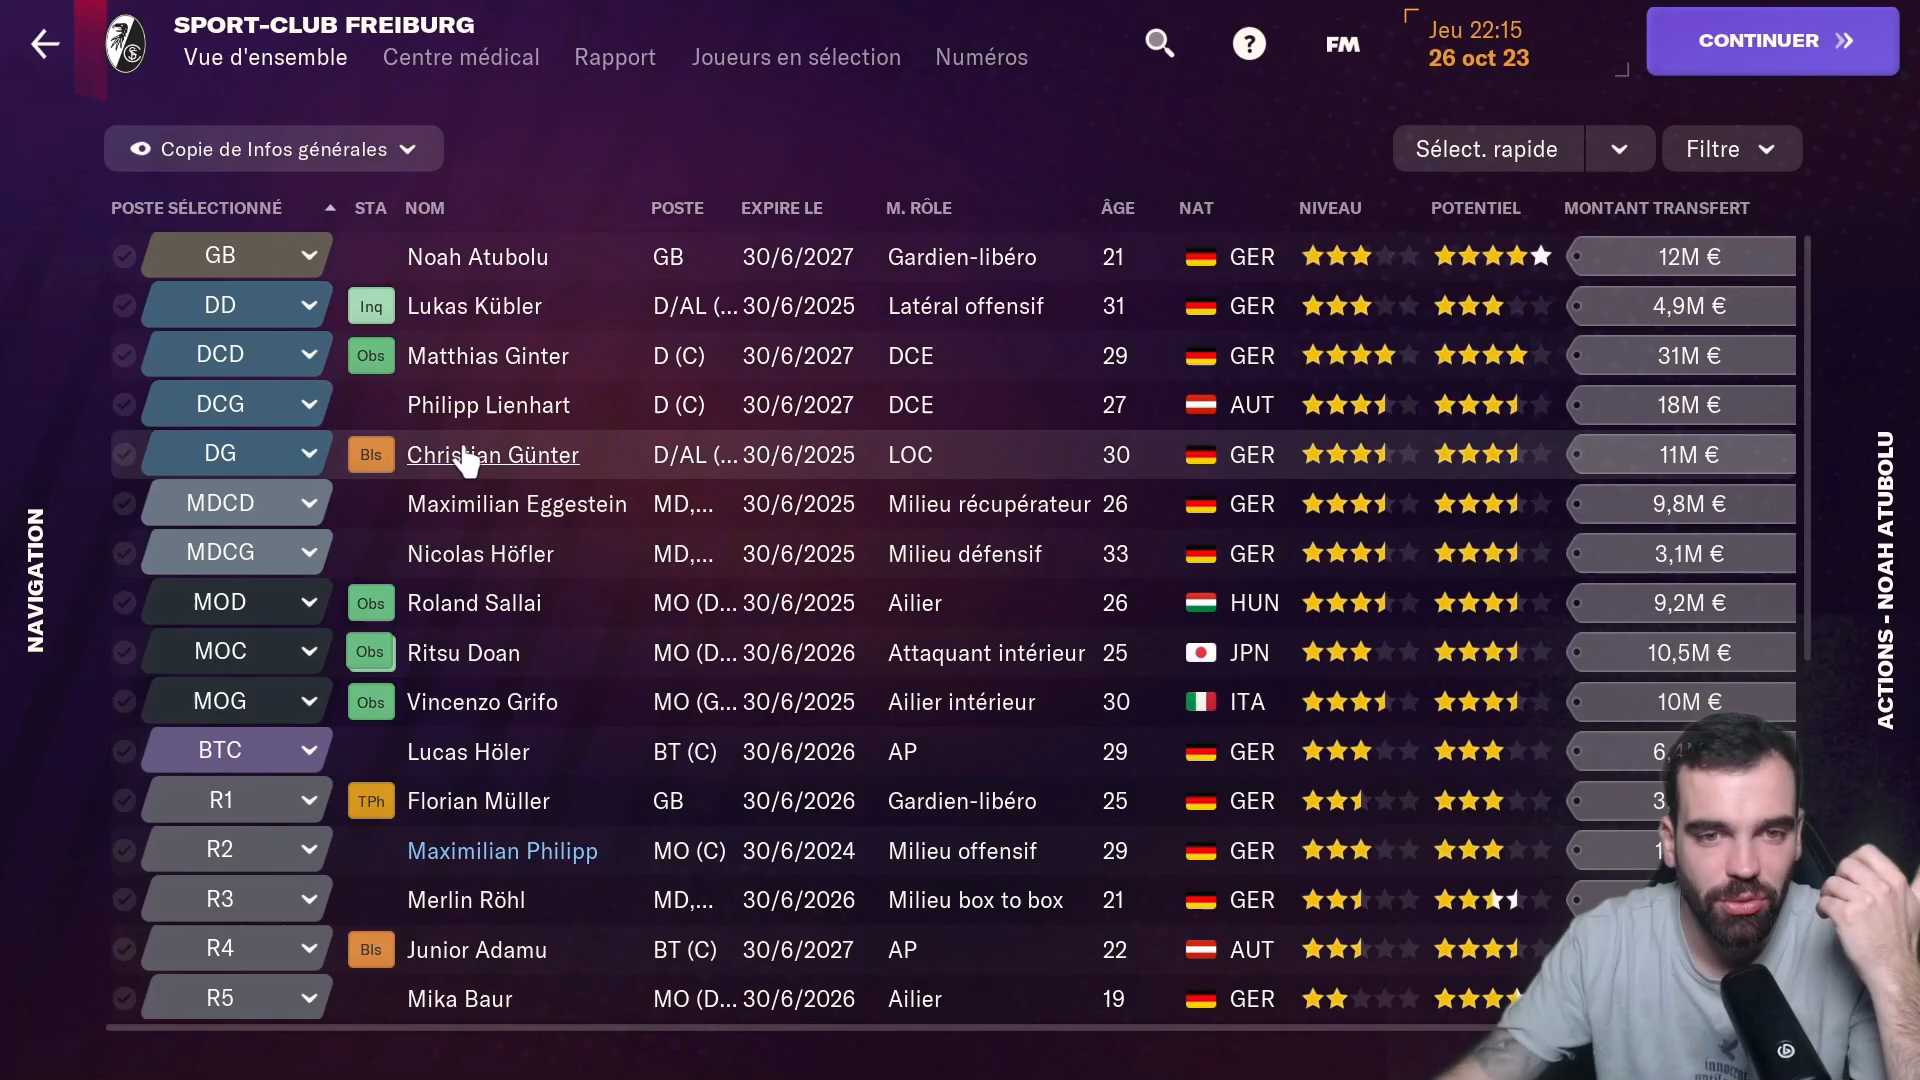 SPORT-CLUB FREIBURG
Vue d'ensemble Centre médical Rapport Joueurs en sélection Numéros
FM
Jeu 22:15
26 oct 23
CONTINUER
Copie de Infos générales
Sélect. rapide
Filtre
POSTE SÉLECTIONNÉ STA NOM POSTE EXPIRE LE M. RÔLE ÂGE NAT NIVEAU POTENTIEL MONTANT TRANSFERT
GB Noah Atubolu GB 30/6/2027 Gardien-libéro 21 GER 12M €
DD Inq Lukas Kübler D/AL (... 30/6/2025 Latéral offensif 31 GER 4,9M €
DCD Obs Matthias Ginter D (C) 30/6/2027 DCE 29 GER 31M €
DCG Philipp Lienhart D (C) 30/6/2027 DCE 27 AUT 18M €
DG Bls Christian Günter D/AL (... 30/6/2025 LOC 30 GER 11M €
MDCD Maximilian Eggestein MD,... 30/6/2025 Milieu récupérateur 26 GER 9,8M €
MDCG Nicolas Höfler MD,... 30/6/2025 Milieu défensif 33 GER 3,1M €
MOD Obs Roland Sallai MO (D... 30/6/2025 Ailier 26 HUN 9,2M €
MOC Obs Ritsu Doan MO (D... 30/6/2026 Attaquant intérieur 25 JPN 10,5M €
MOG Obs Vincenzo Grifo MO (G... 30/6/2025 Ailier intérieur 30 ITA 10M €
BTC Lucas Höler BT (C) 30/6/2026 AP 29 GER
R1 TPh Florian Müller GB 30/6/2026 Gardien-libéro 25 GER
R2 Maximilian Philipp MO (C) 30/6/2024 Milieu offensif 29 GER
R3 Merlin Röhl MD,... 30/6/2026 Milieu box to box 21 GER
R4 Bls Junior Adamu BT (C) 30/6/2027 AP 22 AUT
R5 Mika Baur MO (D... 30/6/2026 Ailier 19 GER
NAVIGATION
ACTIONS - NOAH ATUBOLU